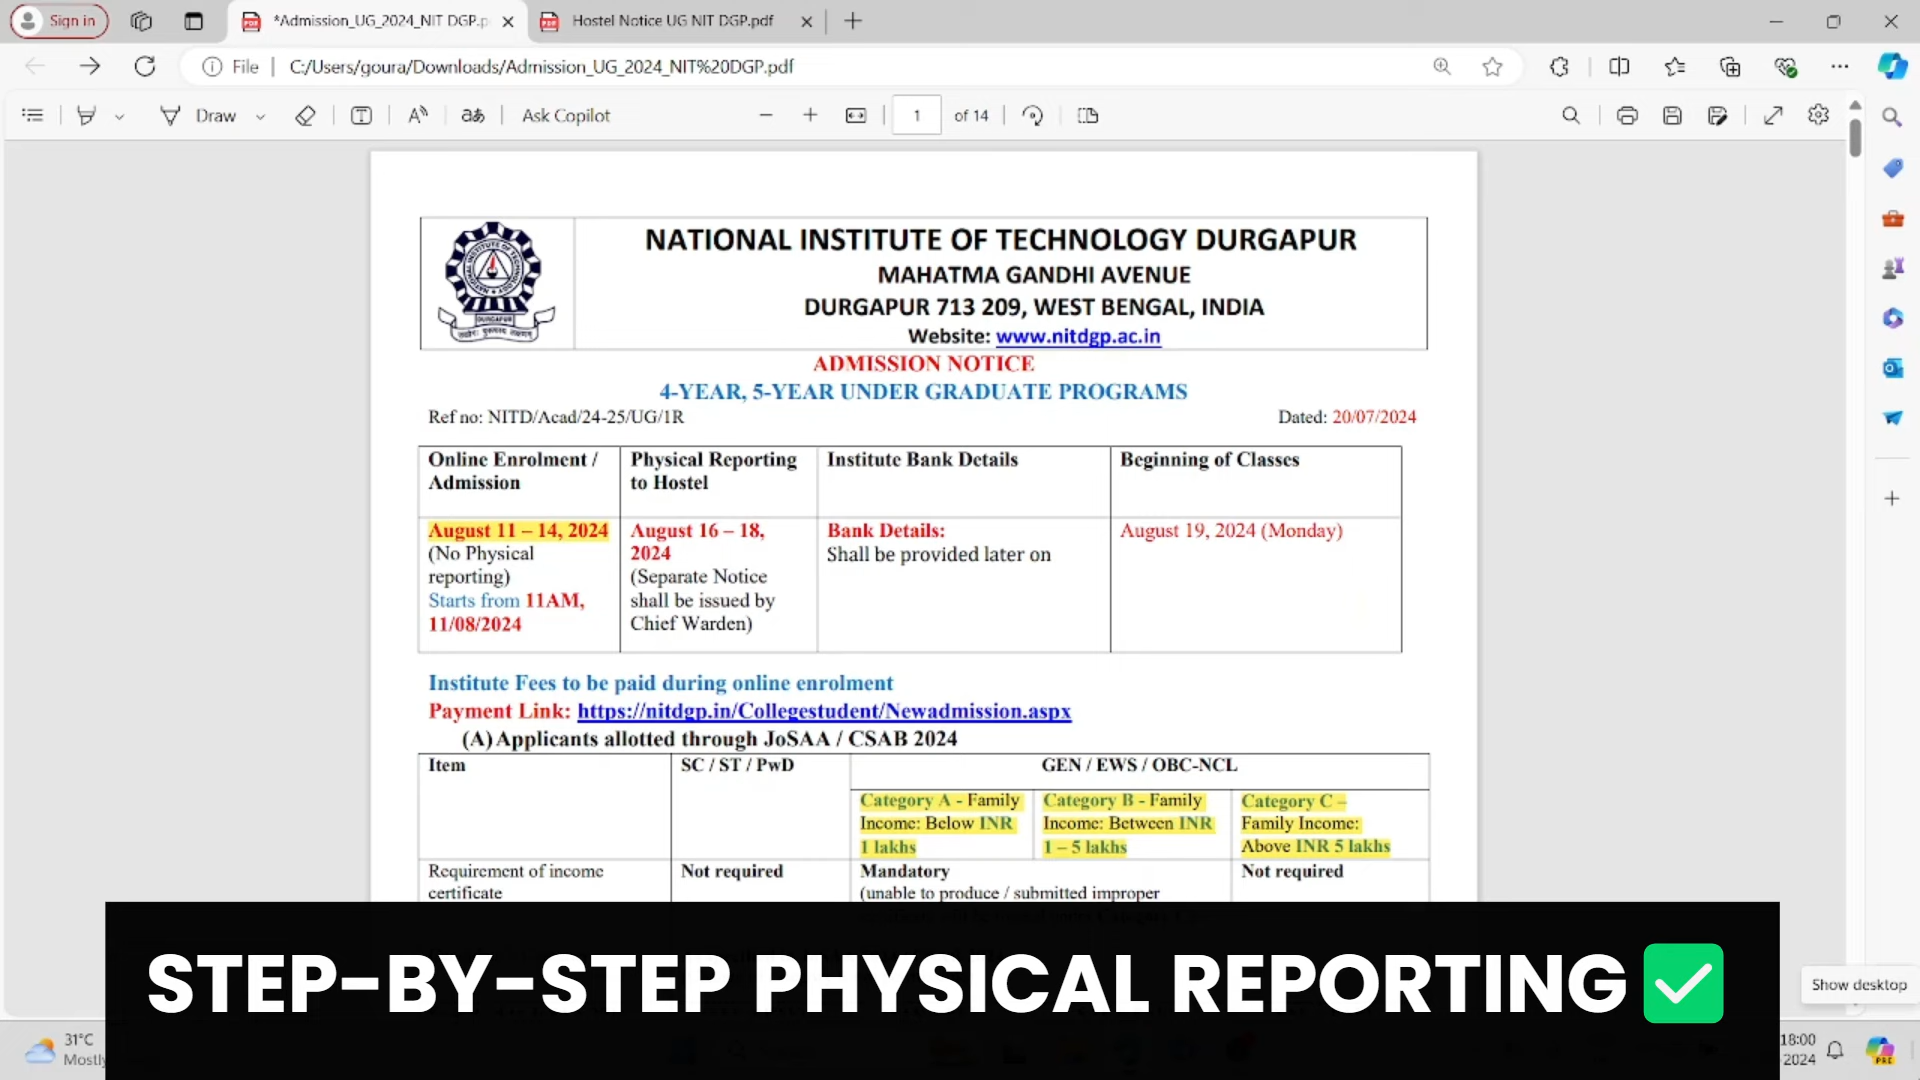 Sign in
*Admission_UG_2024_NIT DGP.p
Hostel Notice UG NIT DGP.pdf
File
C:/Users/goura/Downloads/Admission_UG_2024_NIT%20DGP.pdf
Draw
Ask Copilot
1
of 14
NATIONAL INSTITUTE OF TECHNOLOGY DURGAPUR
MAHATMA GANDHI AVENUE
DURGAPUR 713 209, WEST BENGAL, INDIA
Website: www.nitdgp.ac.in
DURGAPUR
ADMISSION NOTICE
4-YEAR, 5-YEAR UNDER GRADUATE PROGRAMS
Ref no: NITD/Acad/24-25/UG/1R
Dated: 20/07/2024
Online Enrolment /
Admission
Physical Reporting
to Hostel
Institute Bank Details
Beginning of Classes
August 11 – 14, 2024
(No Physical
reporting)
Starts from 11AM,
11/08/2024
August 16 – 18,
2024
(Separate Notice
shall be issued by
Chief Warden)
Bank Details:
Shall be provided later on
August 19, 2024 (Monday)
Institute Fees to be paid during online enrolment
Payment Link: https://nitdgp.in/Collegestudent/Newadmission.aspx
(A) Applicants allotted through JoSAA / CSAB 2024
Item
SC / ST / PwD
GEN / EWS / OBC-NCL
Category A - Family
Income: Below INR
1 lakhs
Category B - Family
Income: Between INR
1 – 5 lakhs
Category C –
Family Income:
Above INR 5 lakhs
Requirement of income
certificate
Not required
Mandatory
(unable to produce / submitted improper
Not required
STEP-BY-STEP PHYSICAL REPORTING
Show desktop
31°C
Mostly
18:00
-2024